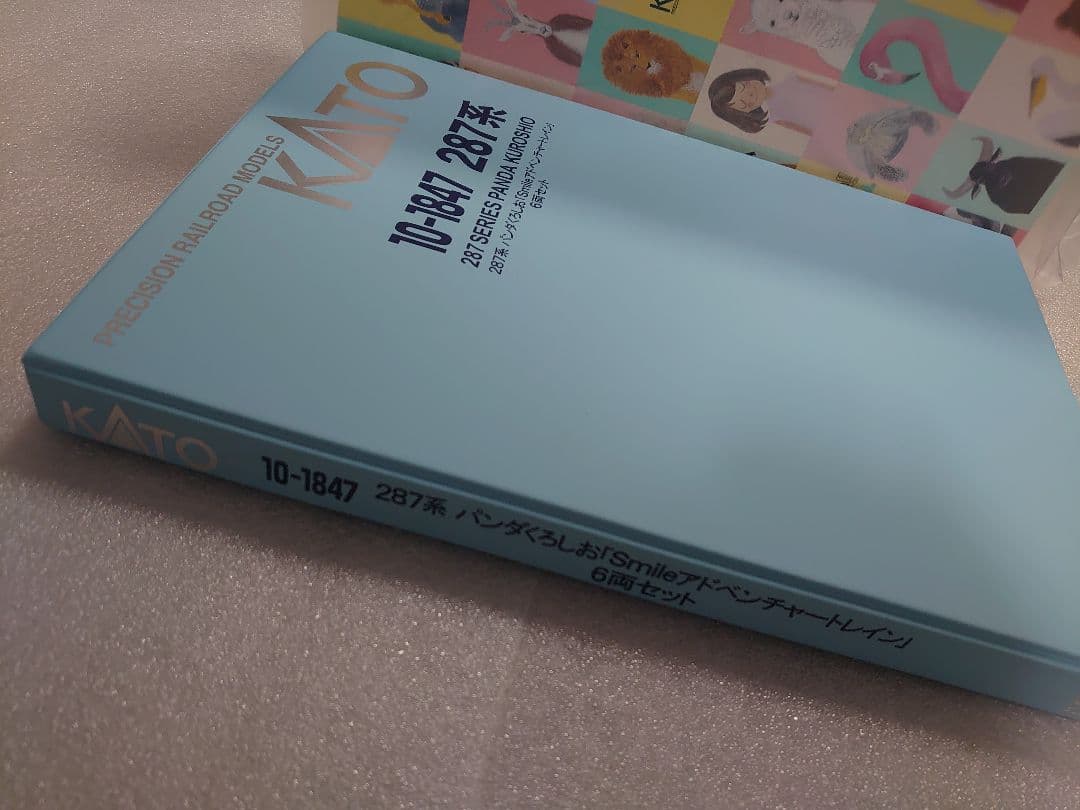 PRECISION RAILROAD MODELS
KATO
10-1847 287系
287 SERIES PANDA KUROSHIO
287系 パンダくろしお「Smileアドベンチャートレイン」
6両セット
KATO
10-1847 287系 パンダくろしお「Smileアドベンチャートレイン」
6両セット